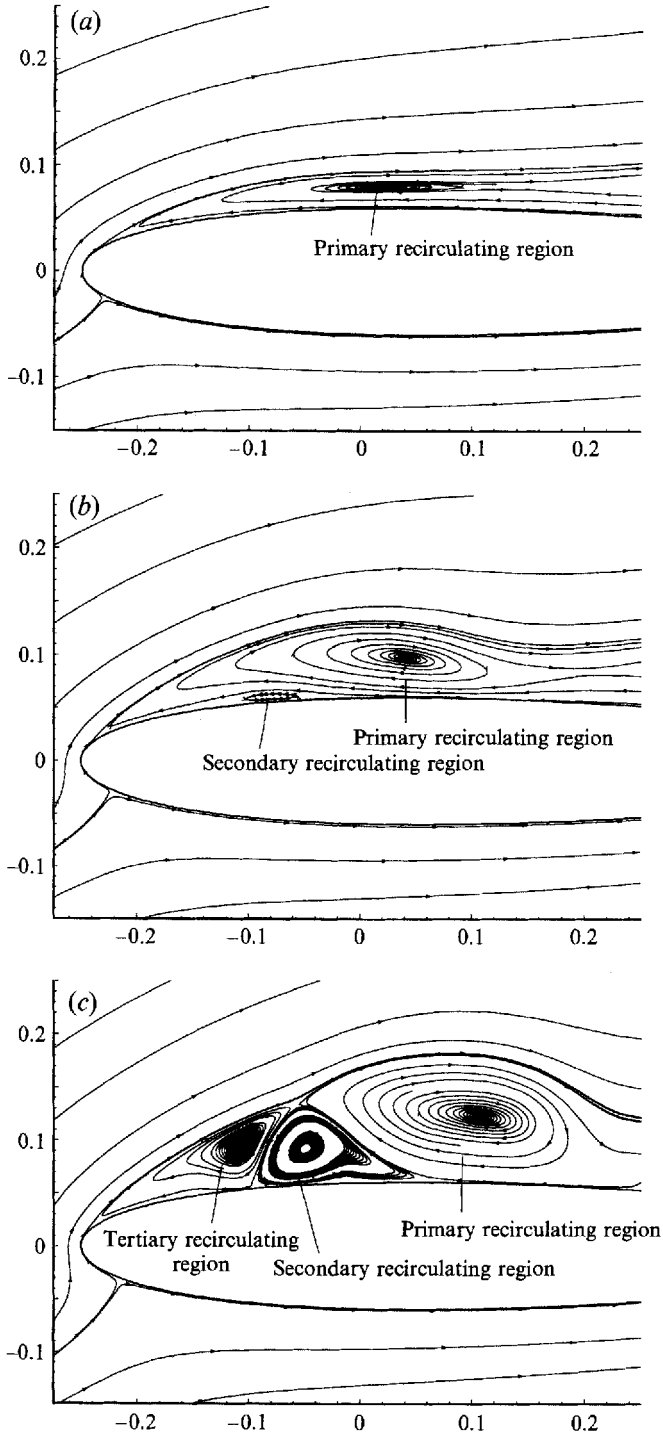 (a)
0.2
0.1
0
−0.1
Primary recirculating region
−0.2 −0.1 0 0.1 0.2
(b)
0.2
0.1
0
−0.1
Primary recirculating region
Secondary recirculating region
−0.2 −0.1 0 0.1 0.2
(c)
0.2
0.1
0
−0.1
Tertiary recirculating
region
Primary recirculating region
Secondary recirculating region
−0.2 −0.1 0 0.1 0.2